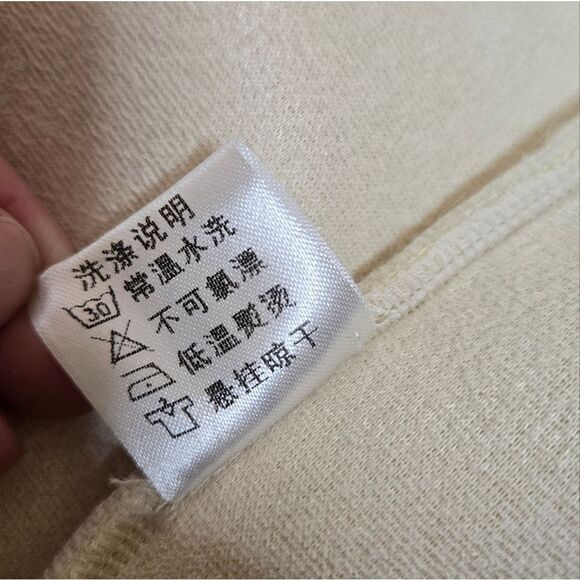 洗涤说明
30 常温水洗
不可氯漂
低温熨烫
悬挂晾干